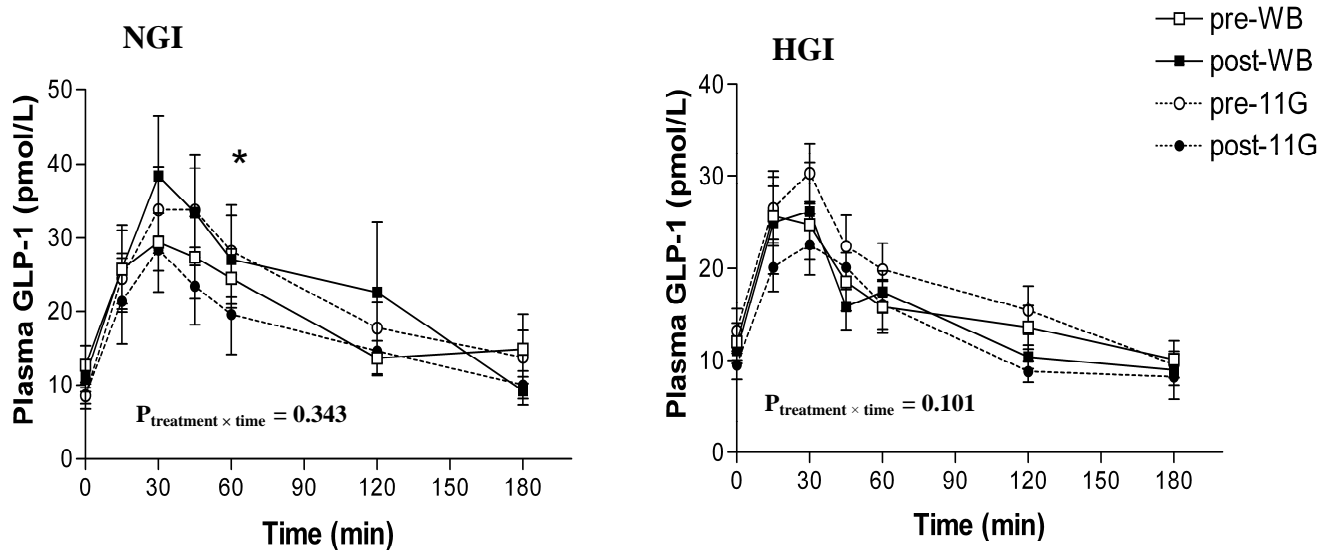 NGI
Plasma GLP-1 (pmol/L)
50
40
30
20
10
0
*
P treatment × time = 0.343
0 30 60 90 120 150 180
Time (min)
HGI
Plasma GLP-1 (pmol/L)
40
30
20
10
0
P treatment × time = 0.101
0 30 60 90 120 150 180
Time (min)
pre-WB
post-WB
pre-11G
post-11G